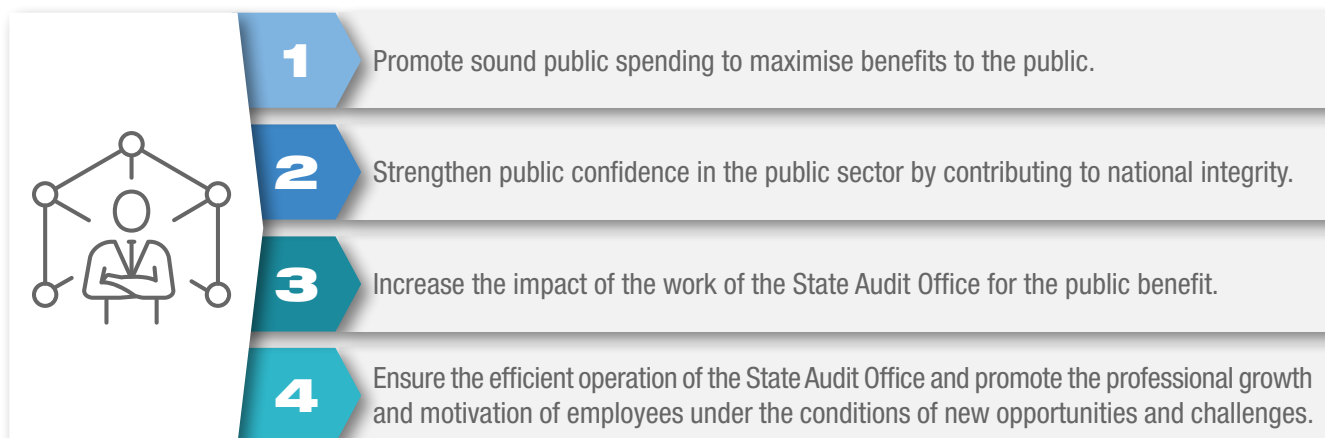 1
Promote sound public spending to maximise benefits to the public.
2
Strengthen public confidence in the public sector by contributing to national integrity.
3
Increase the impact of the work of the State Audit Office for the public benefit.
4
Ensure the efficient operation of the State Audit Office and promote the professional growth
and motivation of employees under the conditions of new opportunities and challenges.